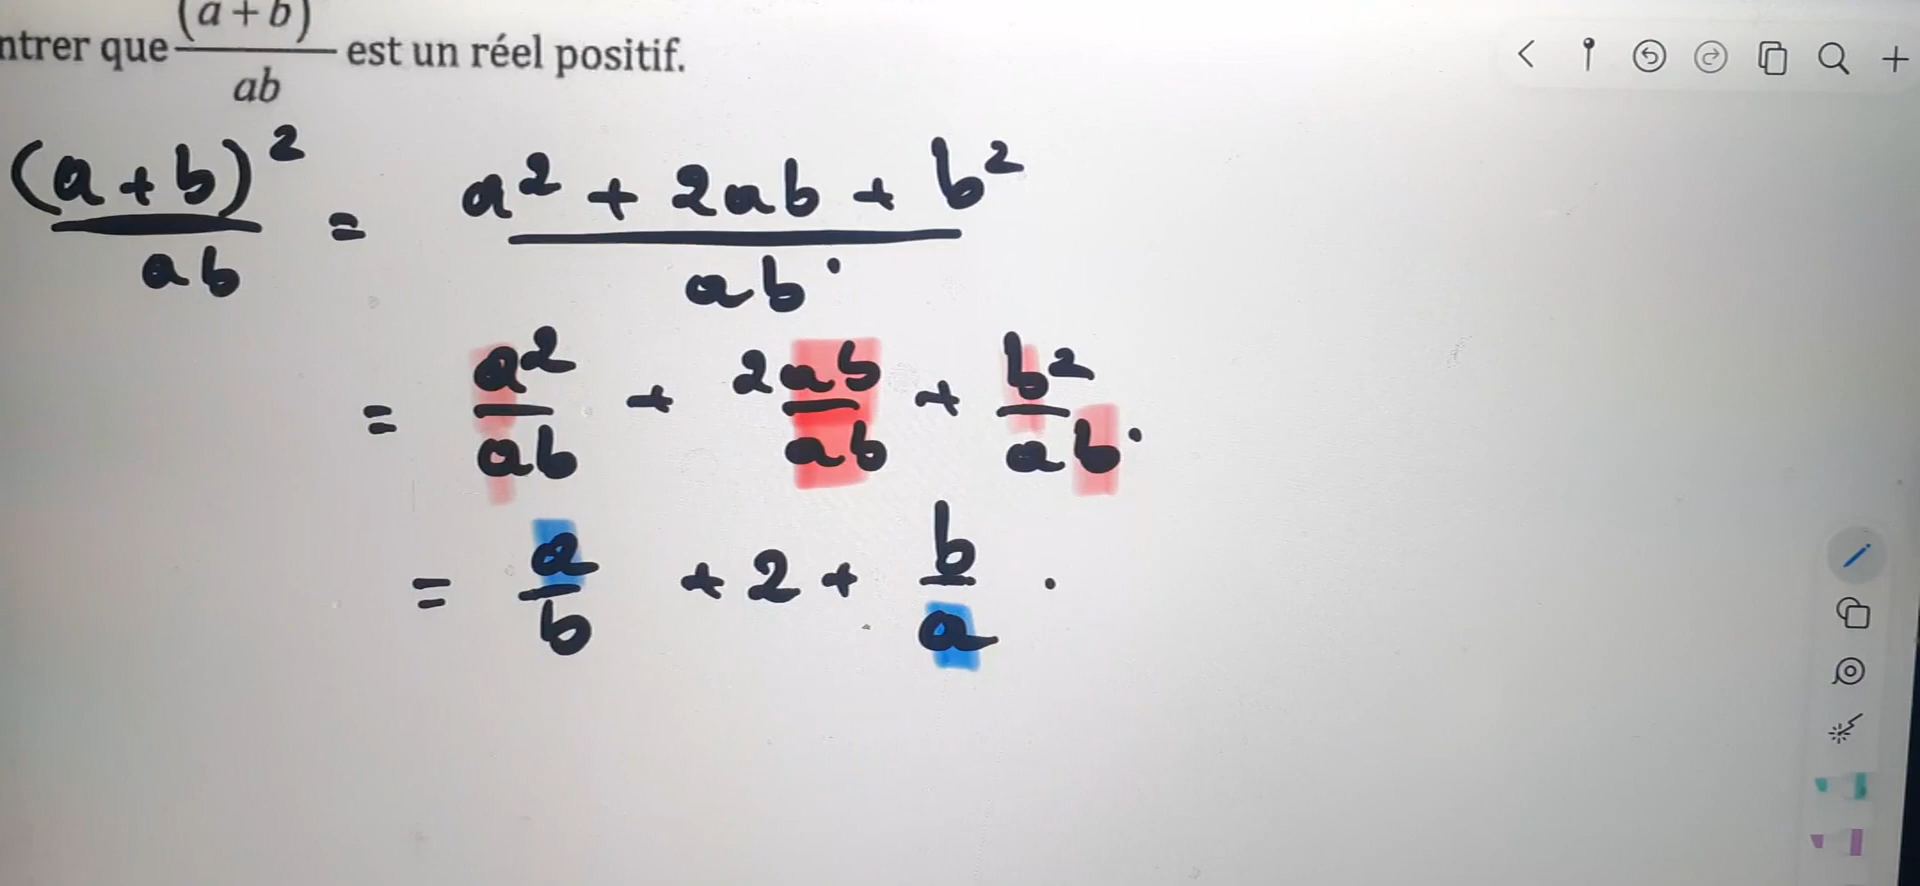 ntrer que (a+b) / ab est un réel positif.
(a+b)² / ab = a² + 2ab + b² / ab.
= a² / ab + 2ab / ab + b² / ab.
= a / b + 2 + b / a .